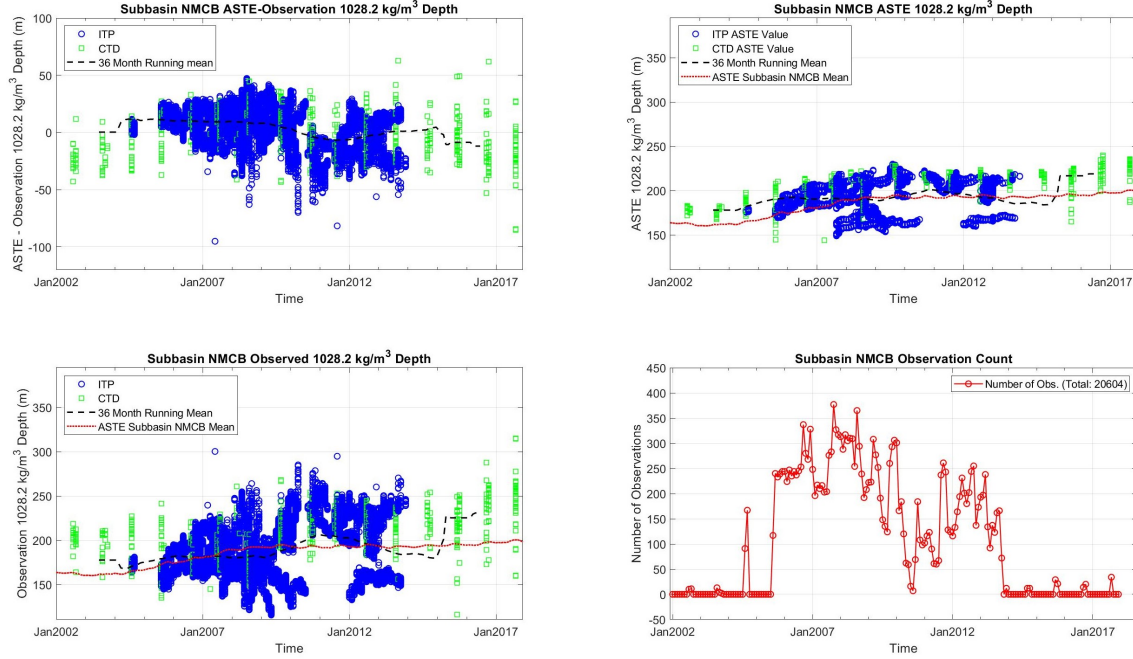 Subbasin NMCB ASTE-Observation 1028.2 kg/m³ Depth
ASTE - Observation 1028.2 kg/m³ Depth (m)
100
50
0
-50
-100
ITP
CTD
36 Month Running mean
Jan2002
Jan2007
Jan2012
Jan2017
Time
Subbasin NMCB ASTE 1028.2 kg/m³ Depth
ASTE 1028.2 kg/m³ Depth (m)
350
300
250
200
150
ITP ASTE Value
CTD ASTE Value
36 Month Running Mean
ASTE Subbasin NMCB Mean
Jan2002
Jan2007
Jan2012
Jan2017
Time
Subbasin NMCB Observed 1028.2 kg/m³ Depth
Observation 1028.2 kg/m³ Depth (m)
350
300
250
200
150
ITP
CTD
36 Month Running Mean
ASTE Subbasin NMCB Mean
Jan2002
Jan2007
Jan2012
Jan2017
Time
Subbasin NMCB Observation Count
Number of Observations
450
400
350
300
250
200
150
100
50
0
-50
Number of Obs. (Total: 20604)
Jan2002
Jan2007
Jan2012
Jan2017
Time